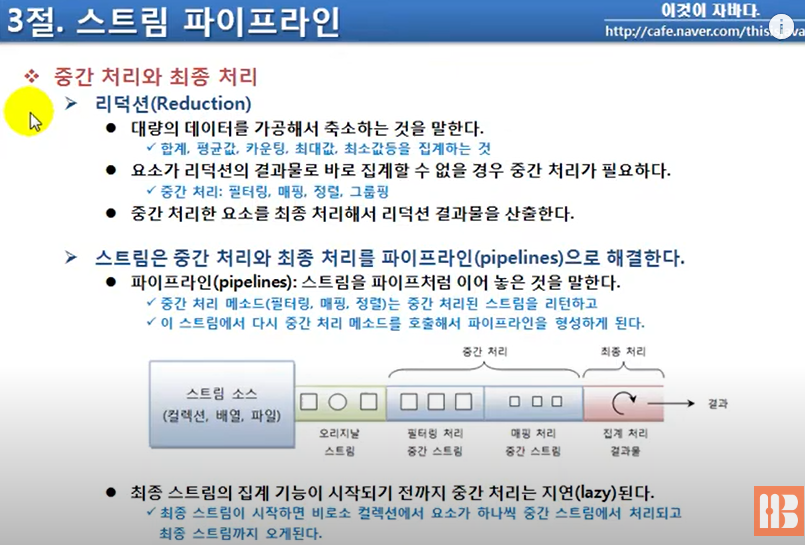 3절. 스트림 파이프라인
이것이 자바다.
❖ 중간 처리와 최종 처리
➢ 리덕션(Reduction)
● 대량의 데이터를 가공해서 축소하는 것을 말한다.
✓ 합계, 평균값, 카운팅, 최대값, 최소값등을 집계하는 것
● 요소가 리덕션의 결과물로 바로 집계할 수 없을 경우 중간 처리가 필요하다.
✓ 중간 처리: 필터링, 매핑, 정렬, 그룹핑
● 중간 처리한 요소를 최종 처리해서 리덕션 결과물을 산출한다.
➢ 스트림은 중간 처리와 최종 처리를 파이프라인(pipelines)으로 해결한다.
● 파이프라인(pipelines): 스트림을 파이프처럼 이어 놓은 것을 말한다.
✓ 중간 처리 메소드(필터링, 매핑, 정렬)는 중간 처리된 스트림을 리턴하고
✓ 이 스트림에서 다시 중간 처리 메소드를 호출해서 파이프라인을 형성하게 된다.
중간 처리 최종 처리
스트림 소스
(컬렉션, 배열, 파일)
결과
오리지날 필터링 처리 매핑 처리 집계 처리
스트림 중간 스트림 중간 스트림 결과물
● 최종 스트림의 집계 기능이 시작되기 전까지 중간 처리는 지연(lazy)된다.
✓ 최종 스트림이 시작하면 비로소 컬렉션에서 요소가 하나씩 중간 스트림에서 처리되고
최종 스트림까지 오게된다.